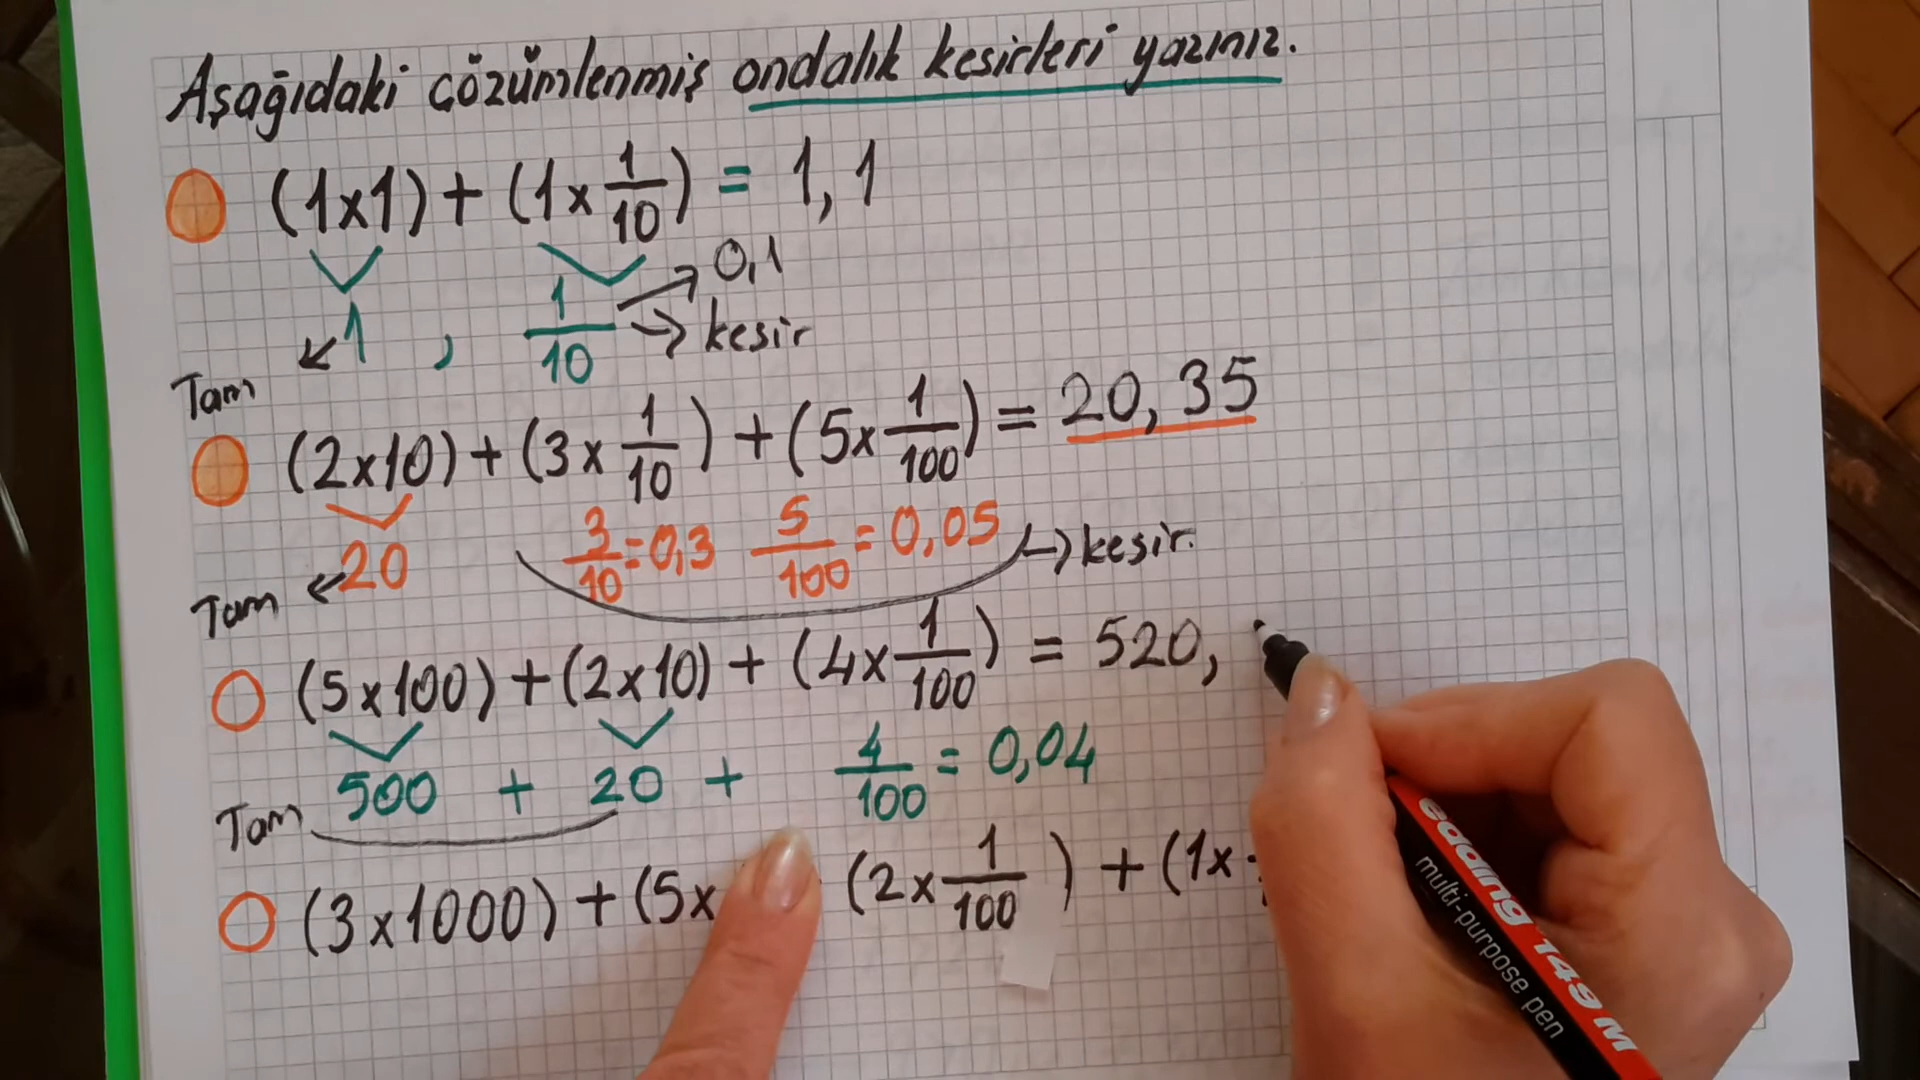 Aşağıdaki çözümlenmiş ondalık kesirleri yazınız.
(1x1) + (1x 1/10) = 1,1
1 , 1/10 → 0,1
→ kesir
Tam
(2x10) + (3x 1/10) + (5x 1/100) = 20,35
20 3/10 = 0,3 5/100 = 0,05 → kesir.
Tam
(5x100) + (2x10) + (4x 1/100) = 520,
500 + 20 + 4/100 = 0,04
Tam
(3x1000) + (5x (2x 1/100) + (1x
edding 149 M
multi-purpose pen